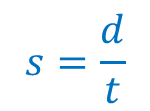 s = d/t